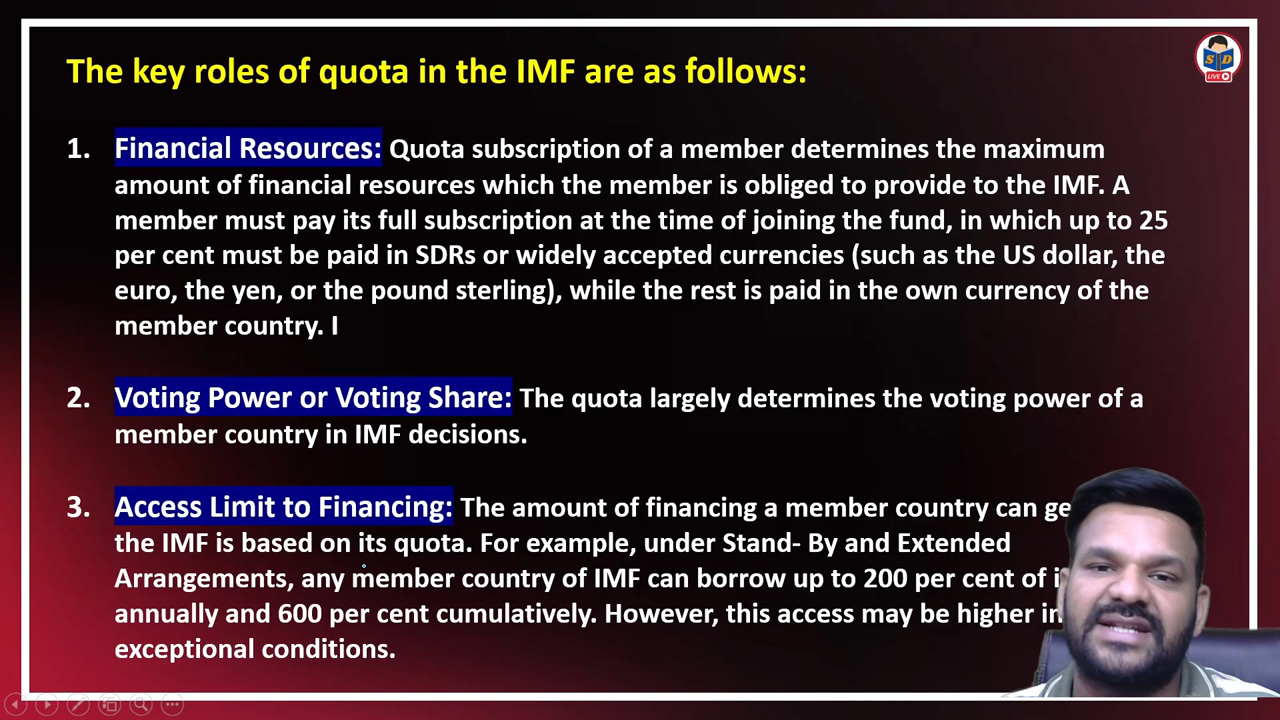 The key roles of quota in the IMF are as follows:
S D
LIVE
1. Financial Resources: Quota subscription of a member determines the maximum
amount of financial resources which the member is obliged to provide to the IMF. A
member must pay its full subscription at the time of joining the fund, in which up to 25
per cent must be paid in SDRs or widely accepted currencies (such as the US dollar, the
euro, the yen, or the pound sterling), while the rest is paid in the own currency of the
member country. I
2. Voting Power or Voting Share: The quota largely determines the voting power of a
member country in IMF decisions.
3. Access Limit to Financing: The amount of financing a member country can
the IMF is based on its quota. For example, under Stand- By and Extended
Arrangements, any member country of IMF can borrow up to 200 per cent of
annually and 600 per cent cumulatively. However, this access may be higher in
exceptional conditions.